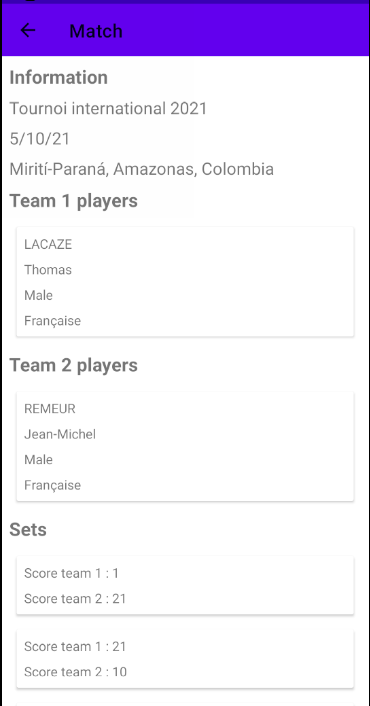 Match
Information
Tournoi international 2021
5/10/21
Mirití-Paraná, Amazonas, Colombia
Team 1 players
LACAZE
Thomas
Male
Française
Team 2 players
REMEUR
Jean-Michel
Male
Française
Sets
Score team 1 : 1
Score team 2 : 21
Score team 1 : 21
Score team 2 : 10